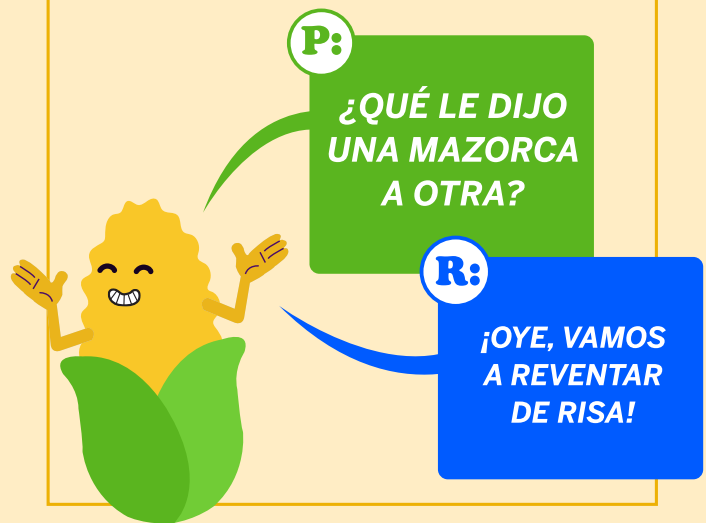 P:
¿QUÉ LE DIJO
UNA MAZORCA
A OTRA?
R:
¡OYE, VAMOS
A REVENTAR
DE RISA!